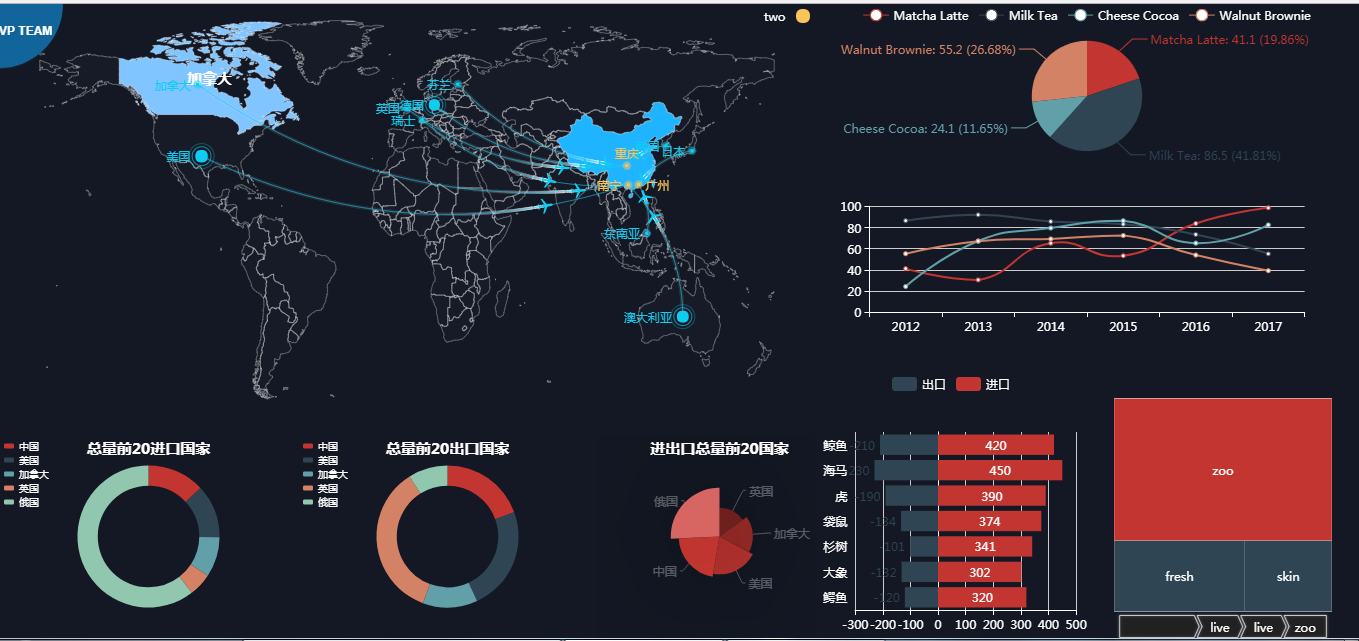 VP TEAM
two
Matcha Latte
Milk Tea
Cheese Cocoa
Walnut Brownie
Walnut Brownie: 55.2 (26.68%)
Matcha Latte: 41.1 (19.86%)
Cheese Cocoa: 24.1 (11.65%)
Milk Tea: 86.5 (41.81%)
加拿大
加拿大
芬兰
英国
德国
瑞士
美国
日本
重庆
南宁
广州
东南亚
澳大利亚
100
80
60
40
20
0
2012 2013 2014 2015 2016 2017
出口 进口
总量前20进口国家
中国
美国
加拿大
英国
俄国
总量前20出口国家
中国
美国
加拿大
英国
俄国
进出口总量前20国家
俄国
英国
加拿大
中国
美国
鲸鱼 -210 420
海马 -230 450
虎 -190 390
袋鼠 -134 374
杉树 -101 341
大象 -132 302
鳄鱼 -120 320
-300 -200 -100 0 100 200 300 400 500
zoo
fresh
skin
live
live
zoo